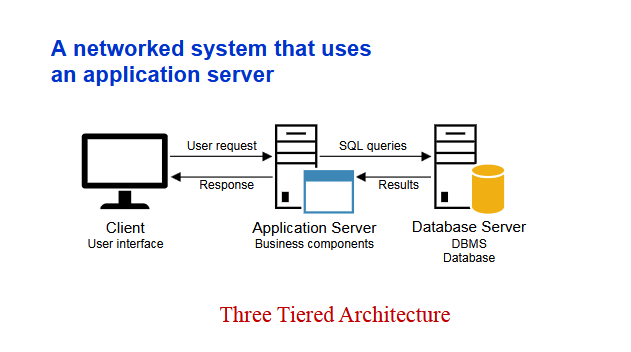 A networked system that uses
an application server
User request
SQL queries
Response
Results
Client
User interface
Application Server
Business components
Database Server
DBMS
Database
Three Tiered Architecture